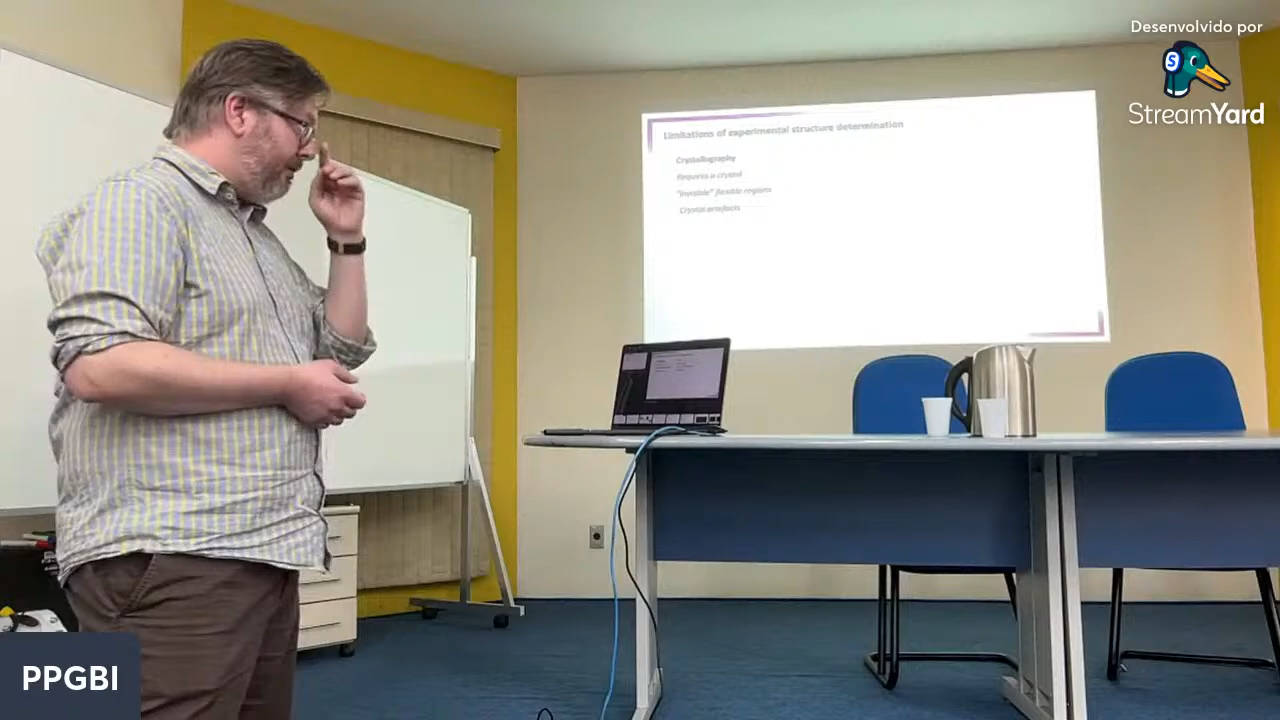 Desenvolvido por
StreamYard
Limitations of experimental structure determination
Crystallography
Requires a crystal
"Invisible" flexible regions
Crystal artefacts
PPGBI